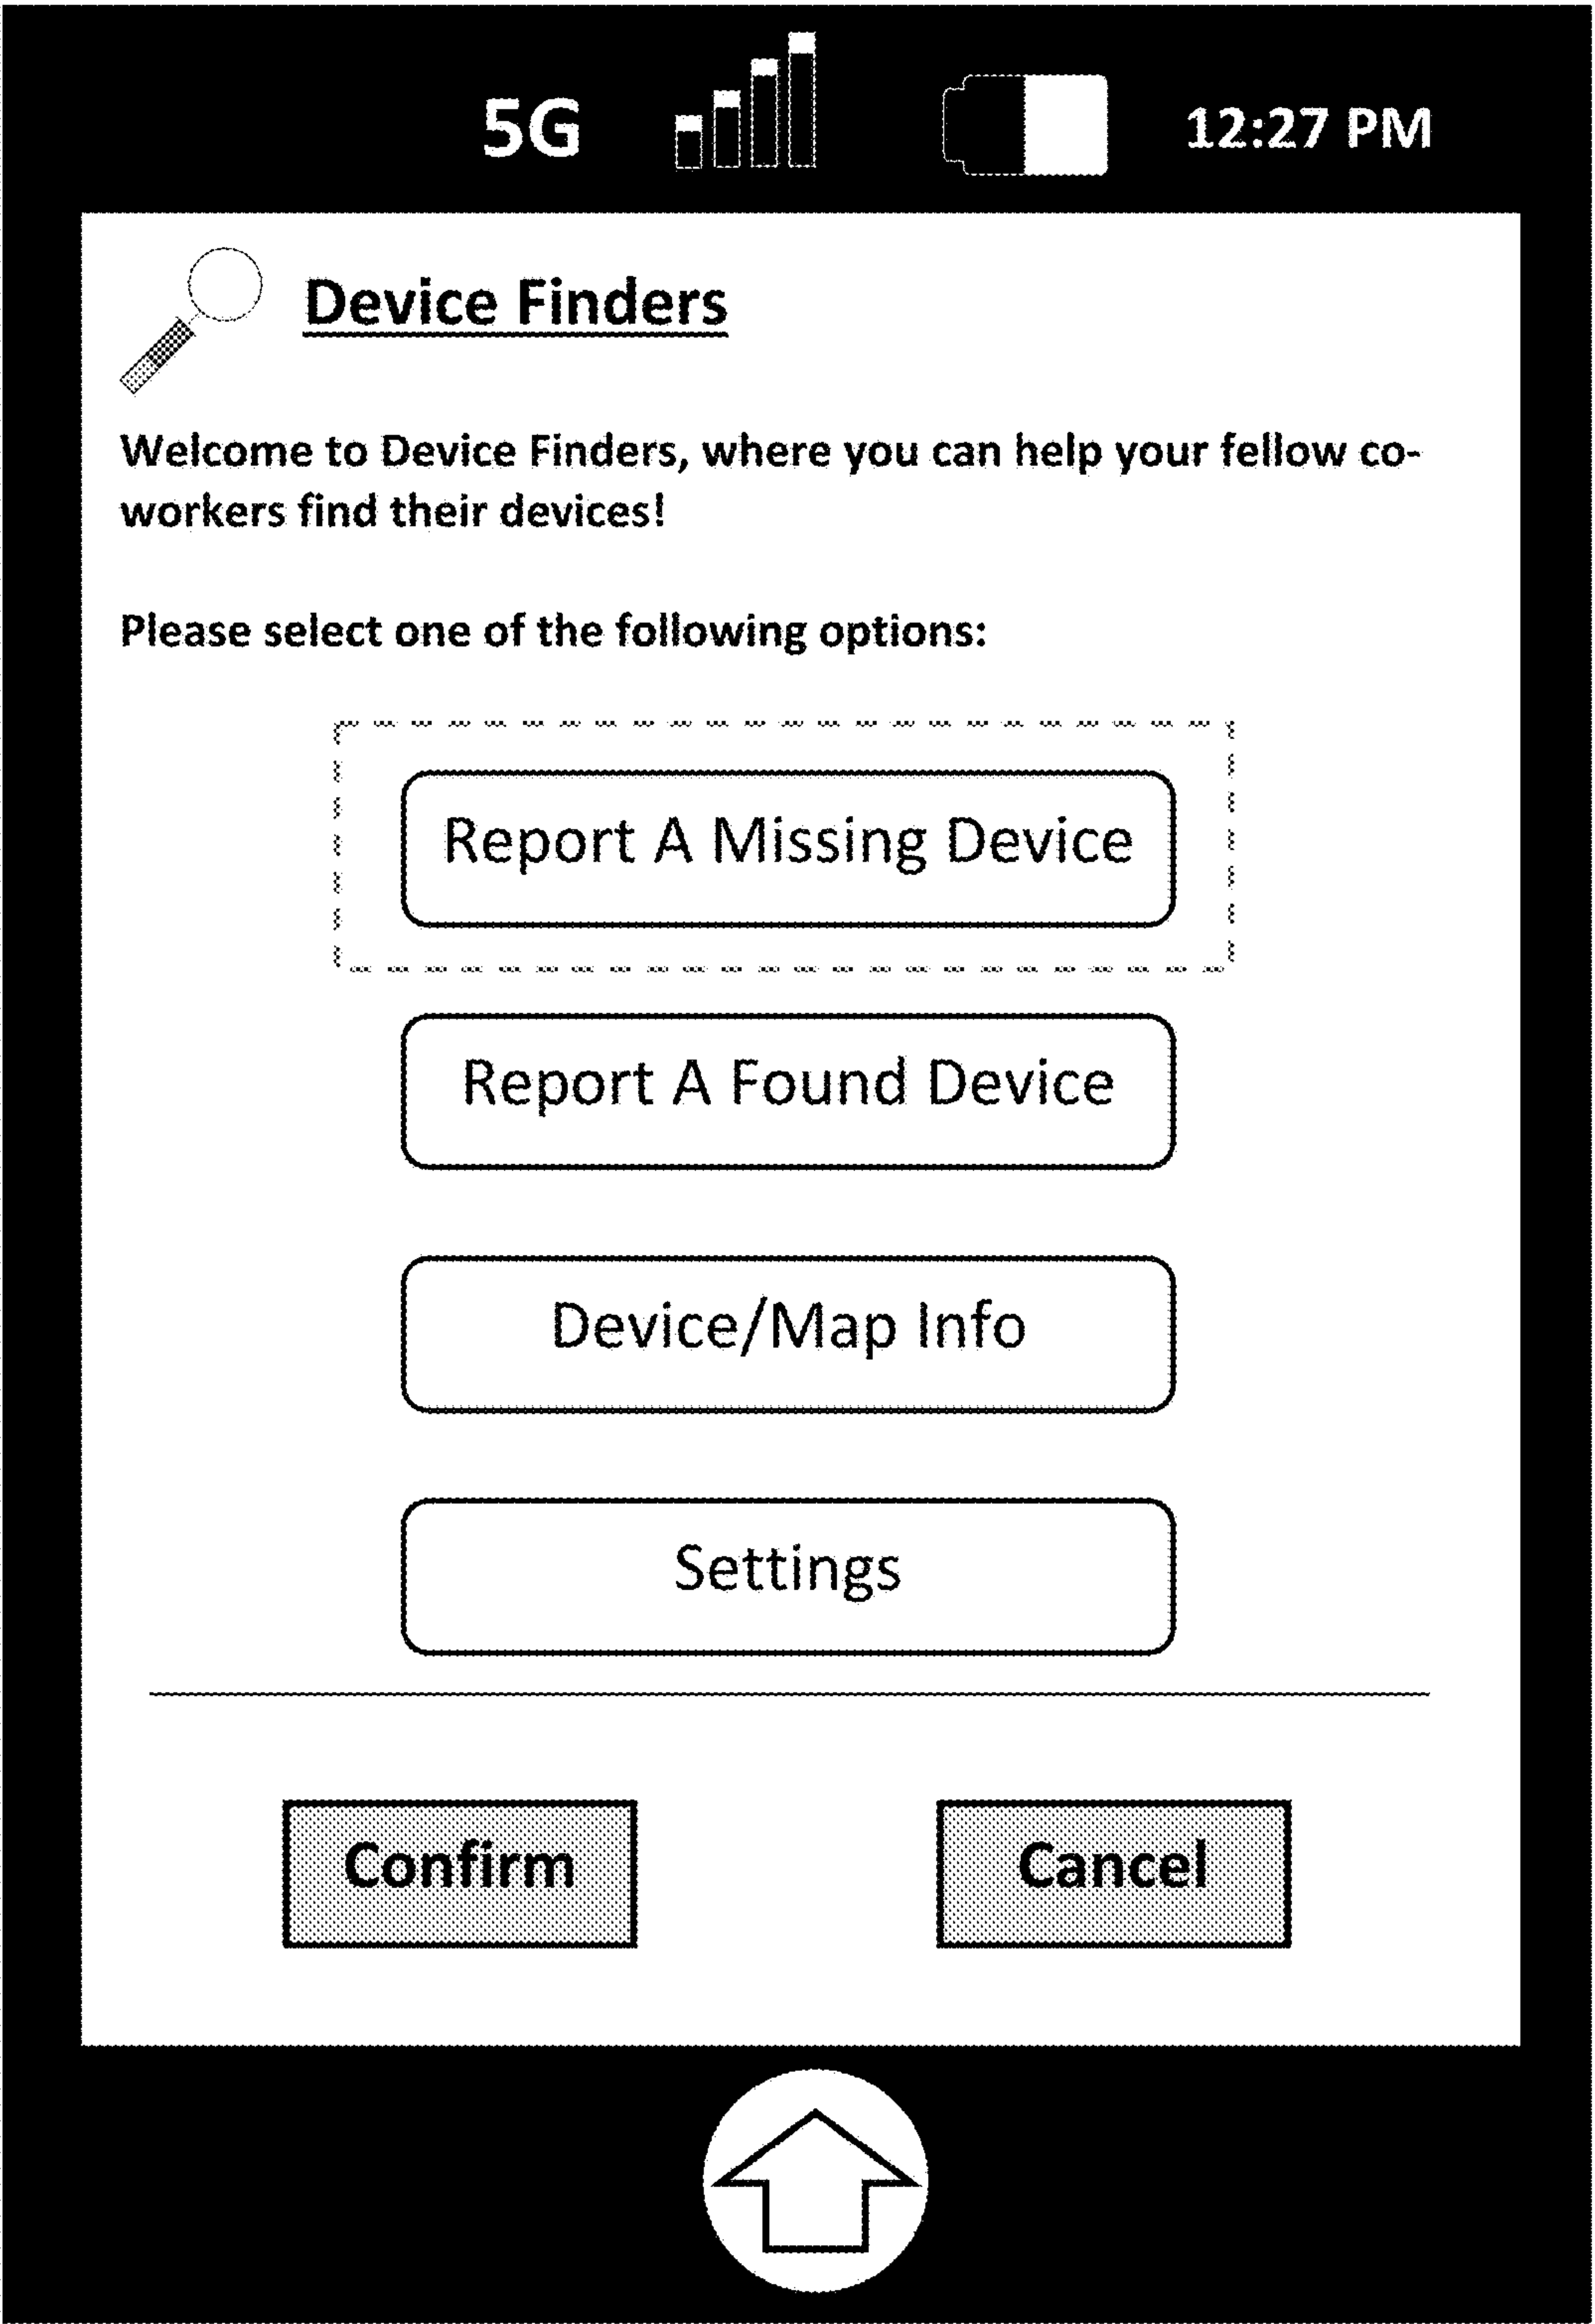 5G 12:27 PM
Device Finders
Welcome to Device Finders, where you can help your fellow co-
workers find their devices!
Please select one of the following options:
Report A Missing Device
Report A Found Device
Device/Map Info
Settings
Confirm Cancel